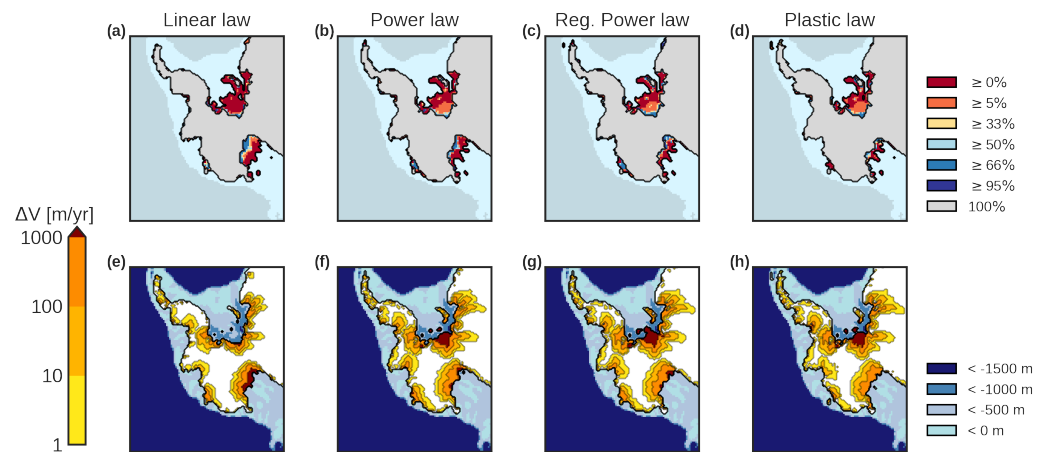 Linear law
Power law
Reg. Power law
Plastic law
(a)
(b)
(c)
(d)
≥ 0%
≥ 5%
≥ 33%
≥ 50%
≥ 66%
≥ 95%
100%
ΔV [m/yr]
1000
100
10
1
(e)
(f)
(g)
(h)
< -1500 m
< -1000 m
< -500 m
< 0 m